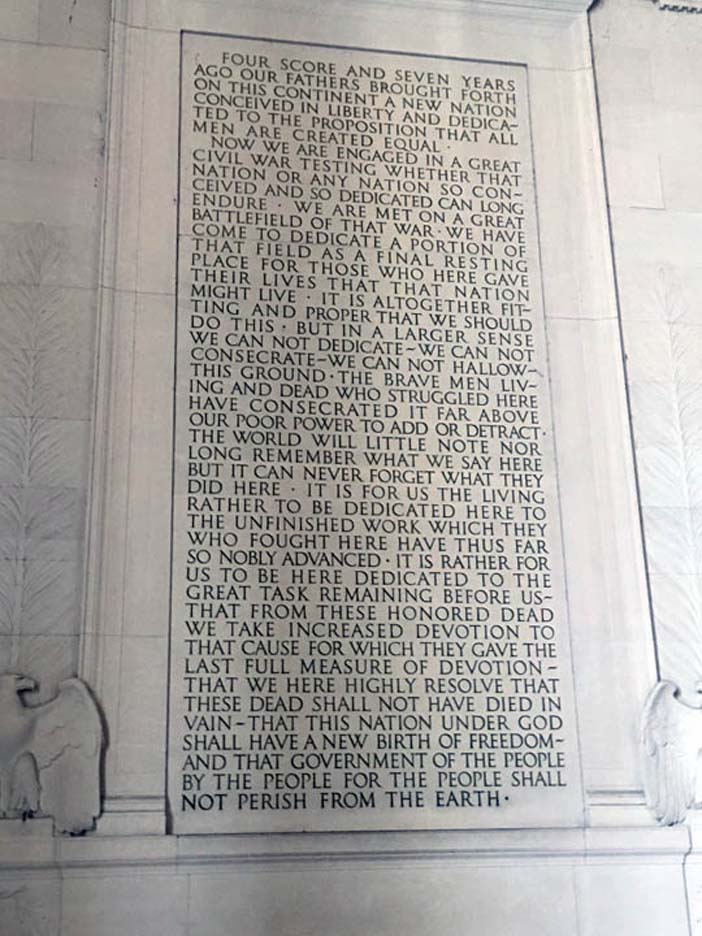 FOUR SCORE AND SEVEN YEARS
AGO OUR FATHERS BROUGHT FORTH
ON THIS CONTINENT A NEW NATION
CONCEIVED IN LIBERTY AND DEDICA-
TED TO THE PROPOSITION THAT ALL
MEN ARE CREATED EQUAL ·
NOW WE ARE ENGAGED IN A GREAT
CIVIL WAR TESTING WHETHER THAT
NATION OR ANY NATION SO CON-
CEIVED AND SO DEDICATED CAN LONG
ENDURE · WE ARE MET ON A GREAT
BATTLEFIELD OF THAT WAR · WE HAVE
COME TO DEDICATE A PORTION OF
THAT FIELD AS A FINAL RESTING
PLACE FOR THOSE WHO HERE GAVE
THEIR LIVES THAT THAT NATION
MIGHT LIVE · IT IS ALTOGETHER FIT-
TING AND PROPER THAT WE SHOULD
DO THIS · BUT IN A LARGER SENSE
WE CAN NOT DEDICATE-WE CAN NOT
CONSECRATE-WE CAN NOT HALLOW-
THIS GROUND · THE BRAVE MEN LIV-
ING AND DEAD WHO STRUGGLED HERE
HAVE CONSECRATED IT FAR ABOVE
OUR POOR POWER TO ADD OR DETRACT ·
THE WORLD WILL LITTLE NOTE NOR
LONG REMEMBER WHAT WE SAY HERE
BUT IT CAN NEVER FORGET WHAT THEY
DID HERE · IT IS FOR US THE LIVING
RATHER TO BE DEDICATED HERE TO
THE UNFINISHED WORK WHICH THEY
WHO FOUGHT HERE HAVE THUS FAR
SO NOBLY ADVANCED · IT IS RATHER FOR
US TO BE HERE DEDICATED TO THE
GREAT TASK REMAINING BEFORE US-
THAT FROM THESE HONORED DEAD
WE TAKE INCREASED DEVOTION TO
THAT CAUSE FOR WHICH THEY GAVE THE
LAST FULL MEASURE OF DEVOTION-
THAT WE HERE HIGHLY RESOLVE THAT
THESE DEAD SHALL NOT HAVE DIED IN
VAIN-THAT THIS NATION UNDER GOD
SHALL HAVE A NEW BIRTH OF FREEDOM-
AND THAT GOVERNMENT OF THE PEOPLE
BY THE PEOPLE FOR THE PEOPLE SHALL
NOT PERISH FROM THE EARTH ·